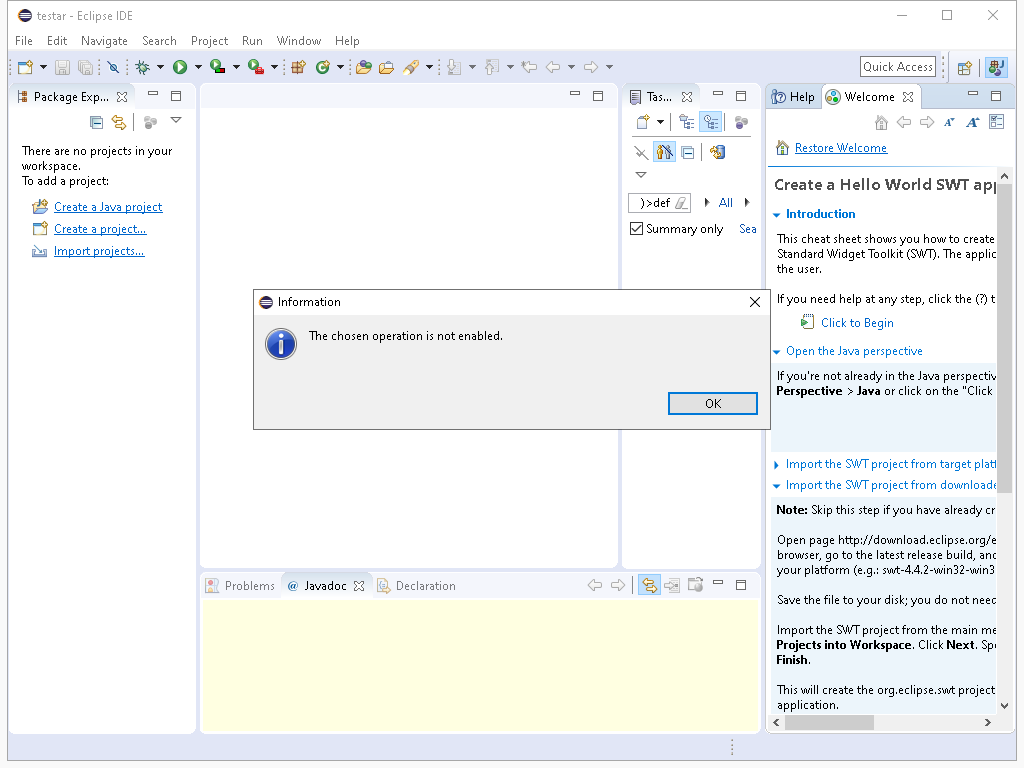 testar - Eclipse IDE
File Edit Navigate Search Project Run Window Help
Quick Access
Package Exp...
There are no projects in your
workspace.
To add a project:
Create a Java project
Create a project...
Import projects...
Tas...
)>def
All
Summary only
Sea
Help
Welcome
Restore Welcome
Create a Hello World SWT app
Introduction
This cheat sheet shows you how to create
Standard Widget Toolkit (SWT). The applic
the user.
If you need help at any step, click the (?) t
Click to Begin
Open the Java perspective
If you're not already in the Java perspectiv
Perspective > Java or click on the "Click
Import the SWT project from target platt
Import the SWT project from downloade
Note: Skip this step if you have already cr
Open page http://download.eclipse.org/e
browser, go to the latest release build, and
your platform (e.g.: swt-4.4.2-win32-win3
Save the file to your disk; you do not need
Import the SWT project from the main me
Projects into Workspace. Click Next. Spe
Finish.
This will create the org.eclipse.swt project
application.
Information
The chosen operation is not enabled.
OK
Problems
@ Javadoc
Declaration